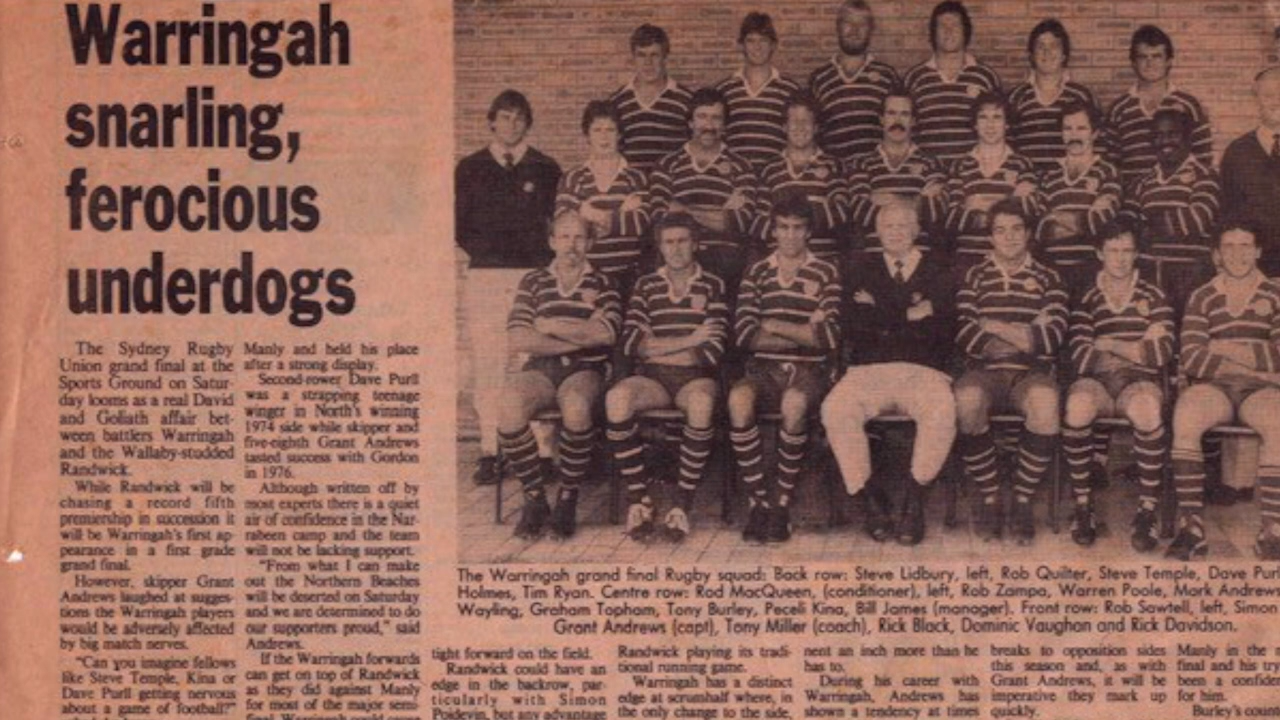 Warringah
snarling,
ferocious
underdogs
The Sydney Rugby
Union grand final at the
Sports Ground on Satur-
day looms as a real David
and Goliath affair bet-
ween battlers Warringah
and the Wallaby-studded
Randwick.
While Randwick will be
chasing a record fifth
premiership in succession it
will be Warringah's first ap-
pearance in a first grade
grand final.
However, skipper Grant
Andrews laughed at sugges-
tions the Warringah players
would be adversely affected
by big match nerves.
"Can you imagine fellows
like Steve Temple, Kina or
Dave Purll getting nervous
about a game of football?"
Manly and held his place
after a strong display.
Second-rower Dave Purll
was a strapping teenage
winger in North's winning
1974 side while skipper and
five-eighth Grant Andrews
tasted success with Gordon
in 1976.
Although written off by
most experts there is a quiet
air of confidence in the Nar-
rabeen camp and the team
will not be lacking support.
"From what I can make
out the Northern Beaches
will be deserted on Saturday
and we are determined to do
our supporters proud," said
Andrews.
If the Warringah forwards
can get on top of Randwick
as they did against Manly
for most of the major semi-
final, Warringah could cause
The Warringah grand final Rugby squad: Back row: Steve Lidbury, left, Rob Quilter, Steve Temple, Dave Purl
Holmes, Tim Ryan. Centre row: Rod MacQueen, (conditioner), left, Rob Zampa, Warren Poole, Mark Andrews
Wayling, Graham Topham, Tony Burley, Peceli Kina, Bill James (manager). Front row: Rob Sawtell, left, Simon
Grant Andrews (capt), Tony Miller (coach), Rick Black, Dominic Vaughan and Rick Davidson.
tight forward on the field.
Randwick could have an
edge in the backrow, par-
ticularly with Simon
Poidevin, but any advantage
Randwick playing its tradi-
tional running game.
Warringah has a distinct
edge at scrumhalf where, in
the only change to the side,
nent an inch more than he
has to.
During his career with
Warringah, Andrews has
shown a tendency at times
breaks to opposition sides
this season and, as with
Grant Andrews, it will be
imperative they mark up
quickly.
Manly in the
final and his try
been a confide
for him.
Burley's count